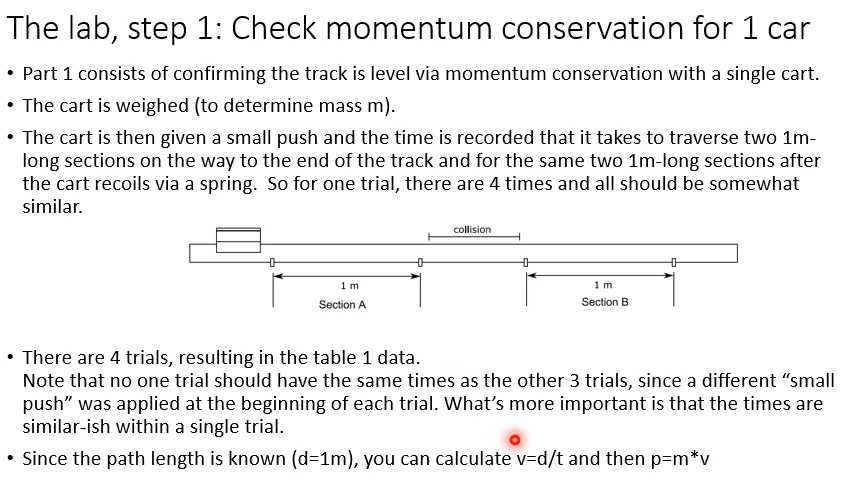 The lab, step 1: Check momentum conservation for 1 car
• Part 1 consists of confirming the track is level via momentum conservation with a single cart.
• The cart is weighed (to determine mass m).
• The cart is then given a small push and the time is recorded that it takes to traverse two 1m-
long sections on the way to the end of the track and for the same two 1m-long sections after
the cart recoils via a spring.  So for one trial, there are 4 times and all should be somewhat
similar.
collision
1 m
Section A
1 m
Section B
• There are 4 trials, resulting in the table 1 data.
Note that no one trial should have the same times as the other 3 trials, since a different “small
push” was applied at the beginning of each trial. What’s more important is that the times are
similar-ish within a single trial.
• Since the path length is known (d=1m), you can calculate v=d/t and then p=m*v